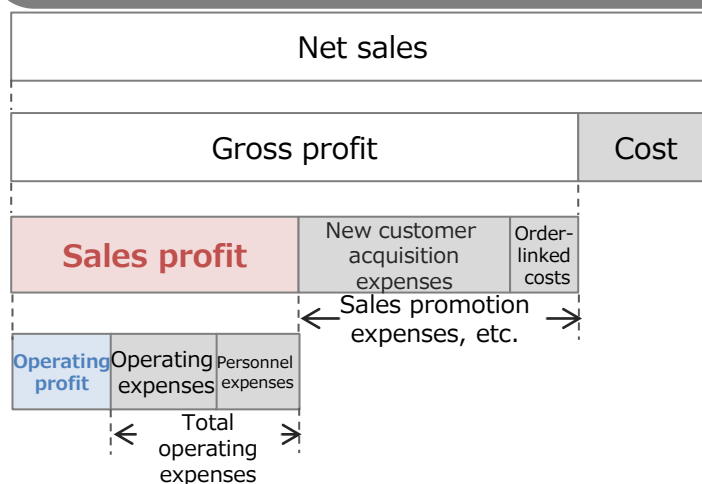 Net sales
Gross profit
Cost
Sales profit
New customer
acquisition
expenses
Order-
linked
costs
Sales promotion
expenses, etc.
Operating
profit
Operating
expenses
Personnel
expenses
Total
operating
expenses